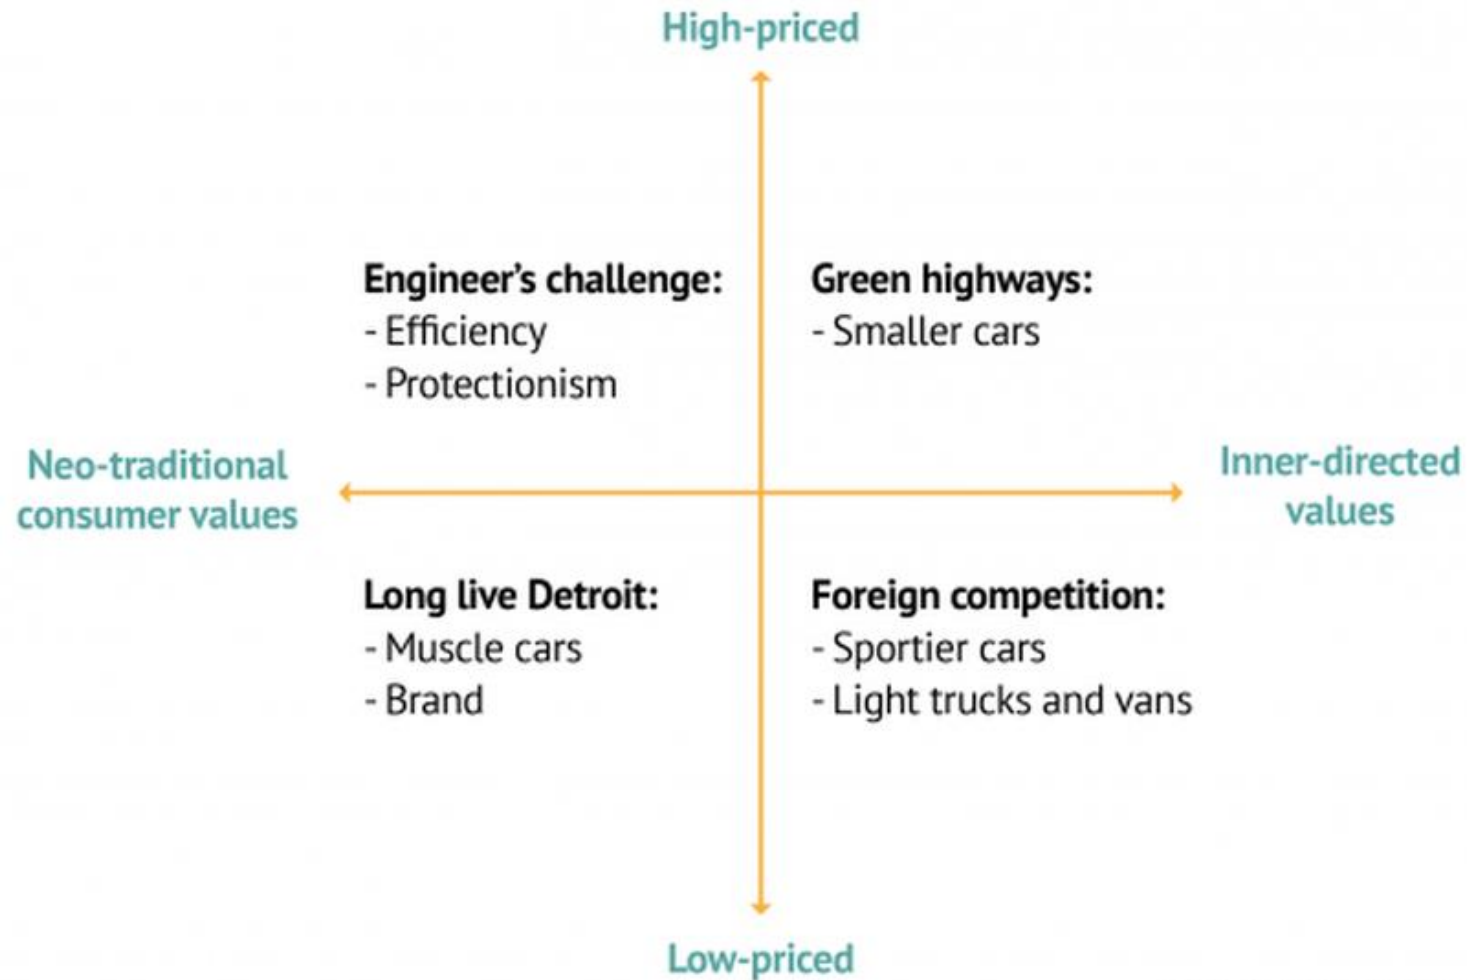 High-priced
Engineer's challenge:
- Efficiency
- Protectionism
Green highways:
- Smaller cars
Neo-traditional
consumer values
Inner-directed
values
Long live Detroit:
- Muscle cars
- Brand
Foreign competition:
- Sportier cars
- Light trucks and vans
Low-priced